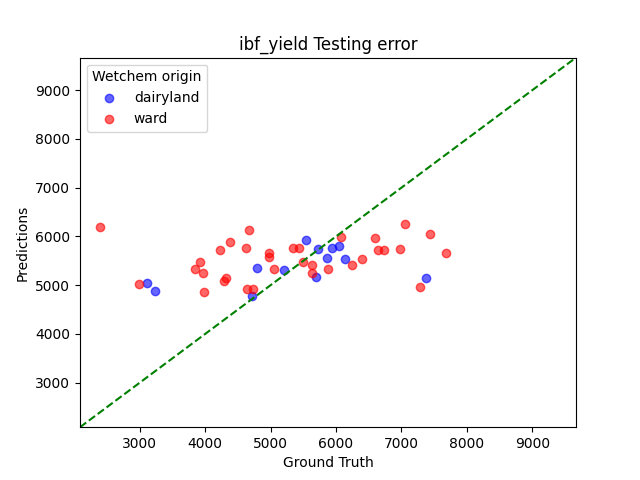 ibf_yield Testing error
Wetchem origin
dairyland
ward
Predictions
9000
8000
7000
6000
5000
4000
3000
3000 4000 5000 6000 7000 8000 9000
Ground Truth